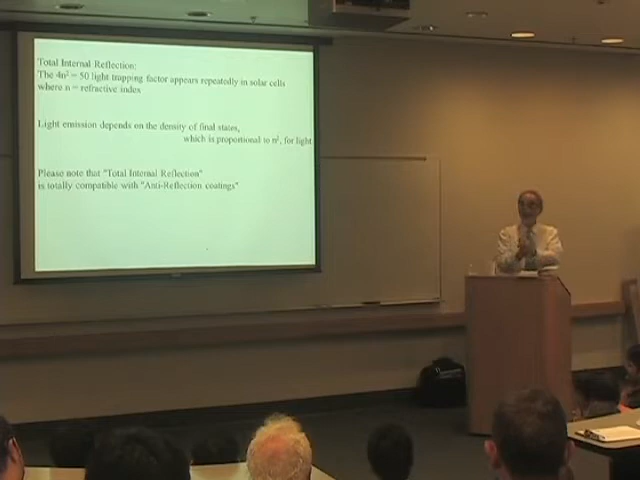 Total Internal Reflection:
The 4n² = 50 light trapping factor appears repeatedly in solar cells
where n = refractive index
Light emission depends on the density of final states,
which is proportional to n², for light
Please note that "Total Internal Reflection"
is totally compatible with "Anti-Reflection coatings"